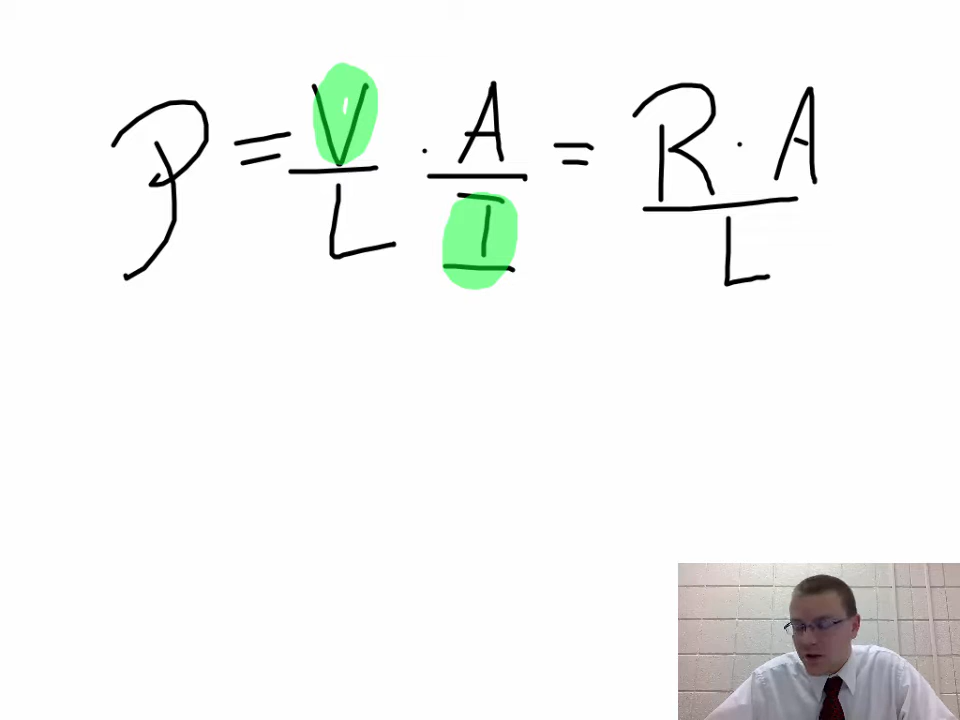 ρ = V/L · A/I = R · A/L